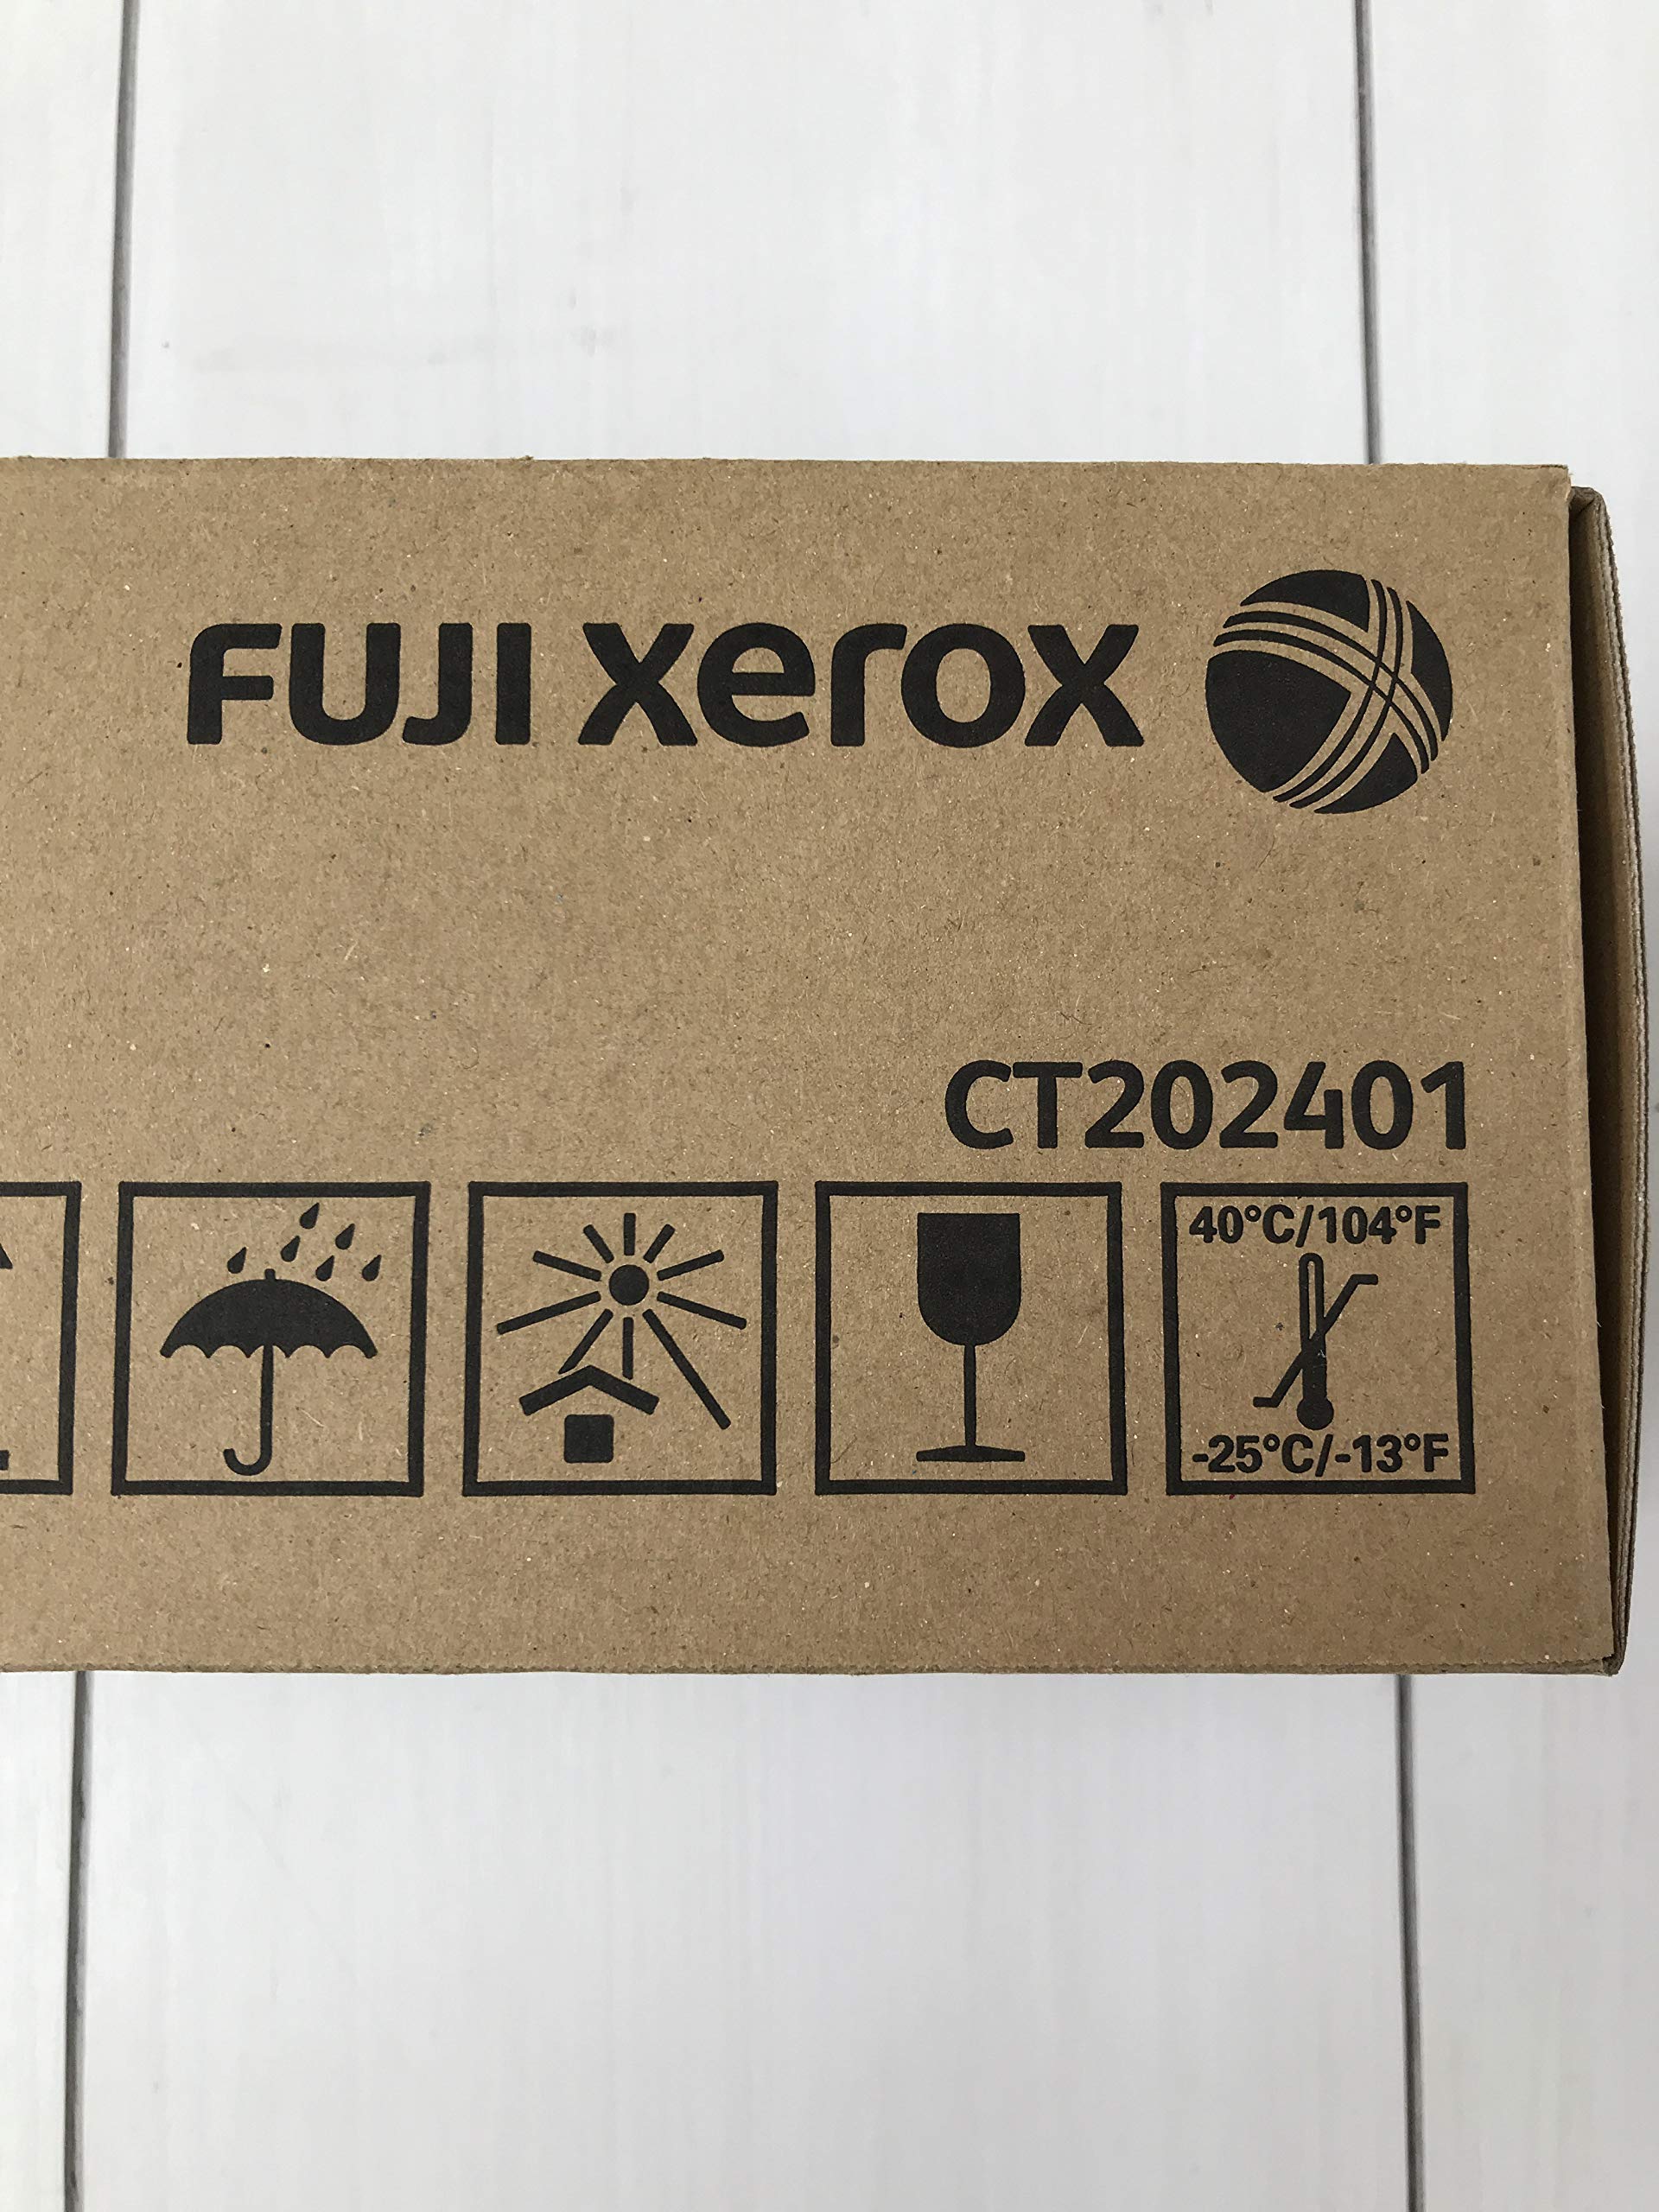 FUJI xerox
CT202401
40°C/104°F
-25°C/-13°F